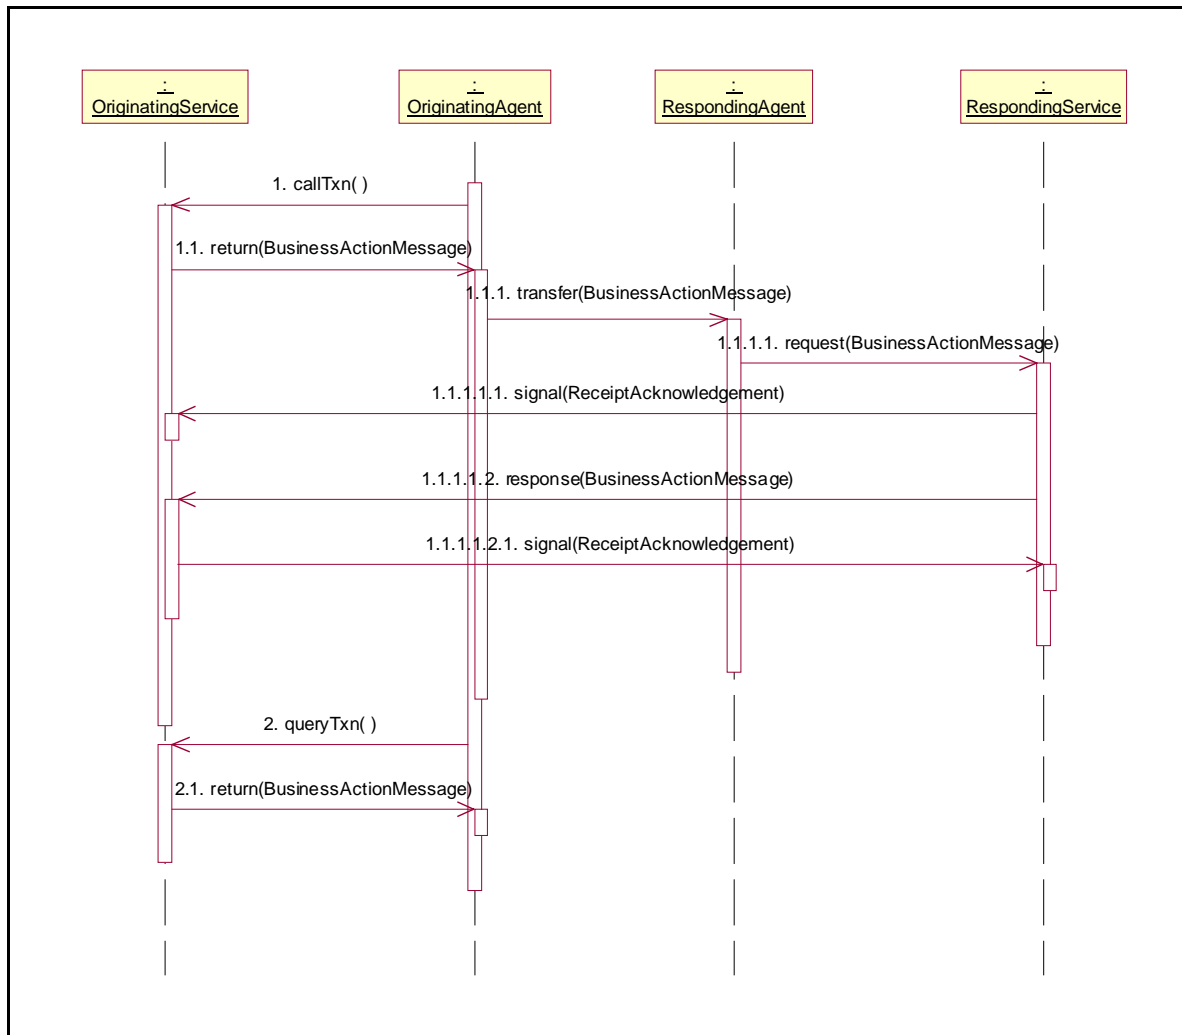 :
OriginatingService
:
OriginatingAgent
:
RespondingAgent
:
RespondingService
1. callTxn( )
1.1. return(BusinessActionMessage)
1.1.1. transfer(BusinessActionMessage)
1.1.1.1. request(BusinessActionMessage)
1.1.1.1.1. signal(ReceiptAcknowledgement)
1.1.1.1.2. response(BusinessActionMessage)
1.1.1.1.2.1. signal(ReceiptAcknowledgement)
2. queryTxn( )
2.1. return(BusinessActionMessage)